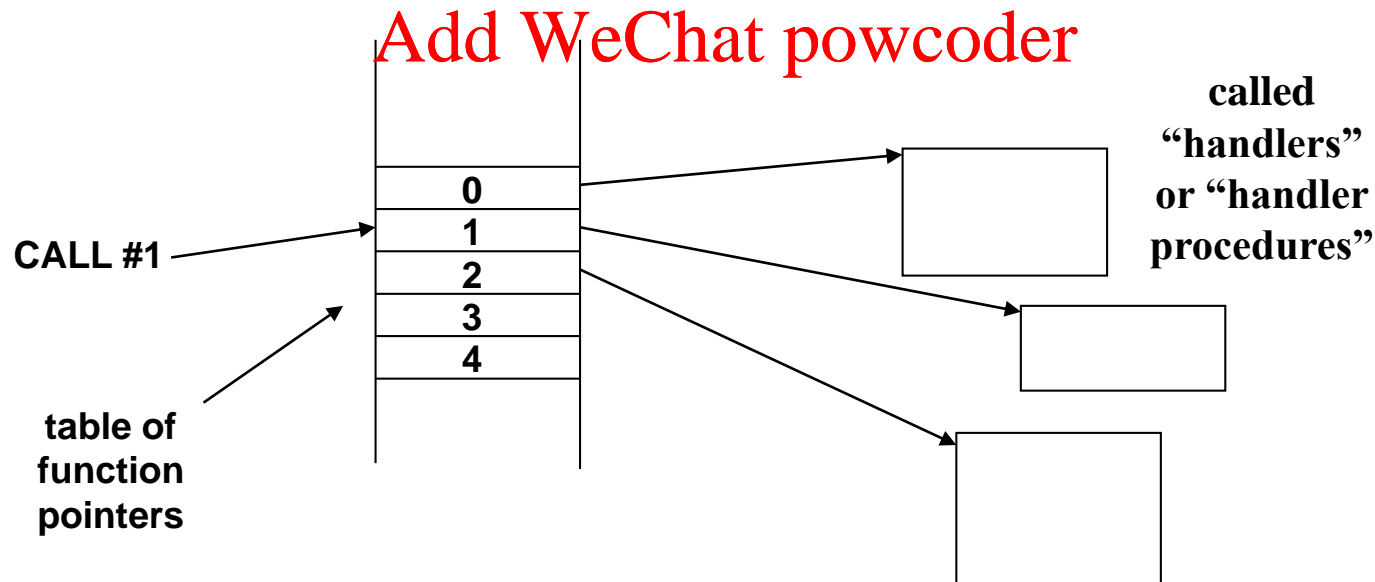 Add WeChat powcoder
called
“handlers”
or “handler
procedures”
0
1
2
3
4
CALL #1
table of
function
pointers